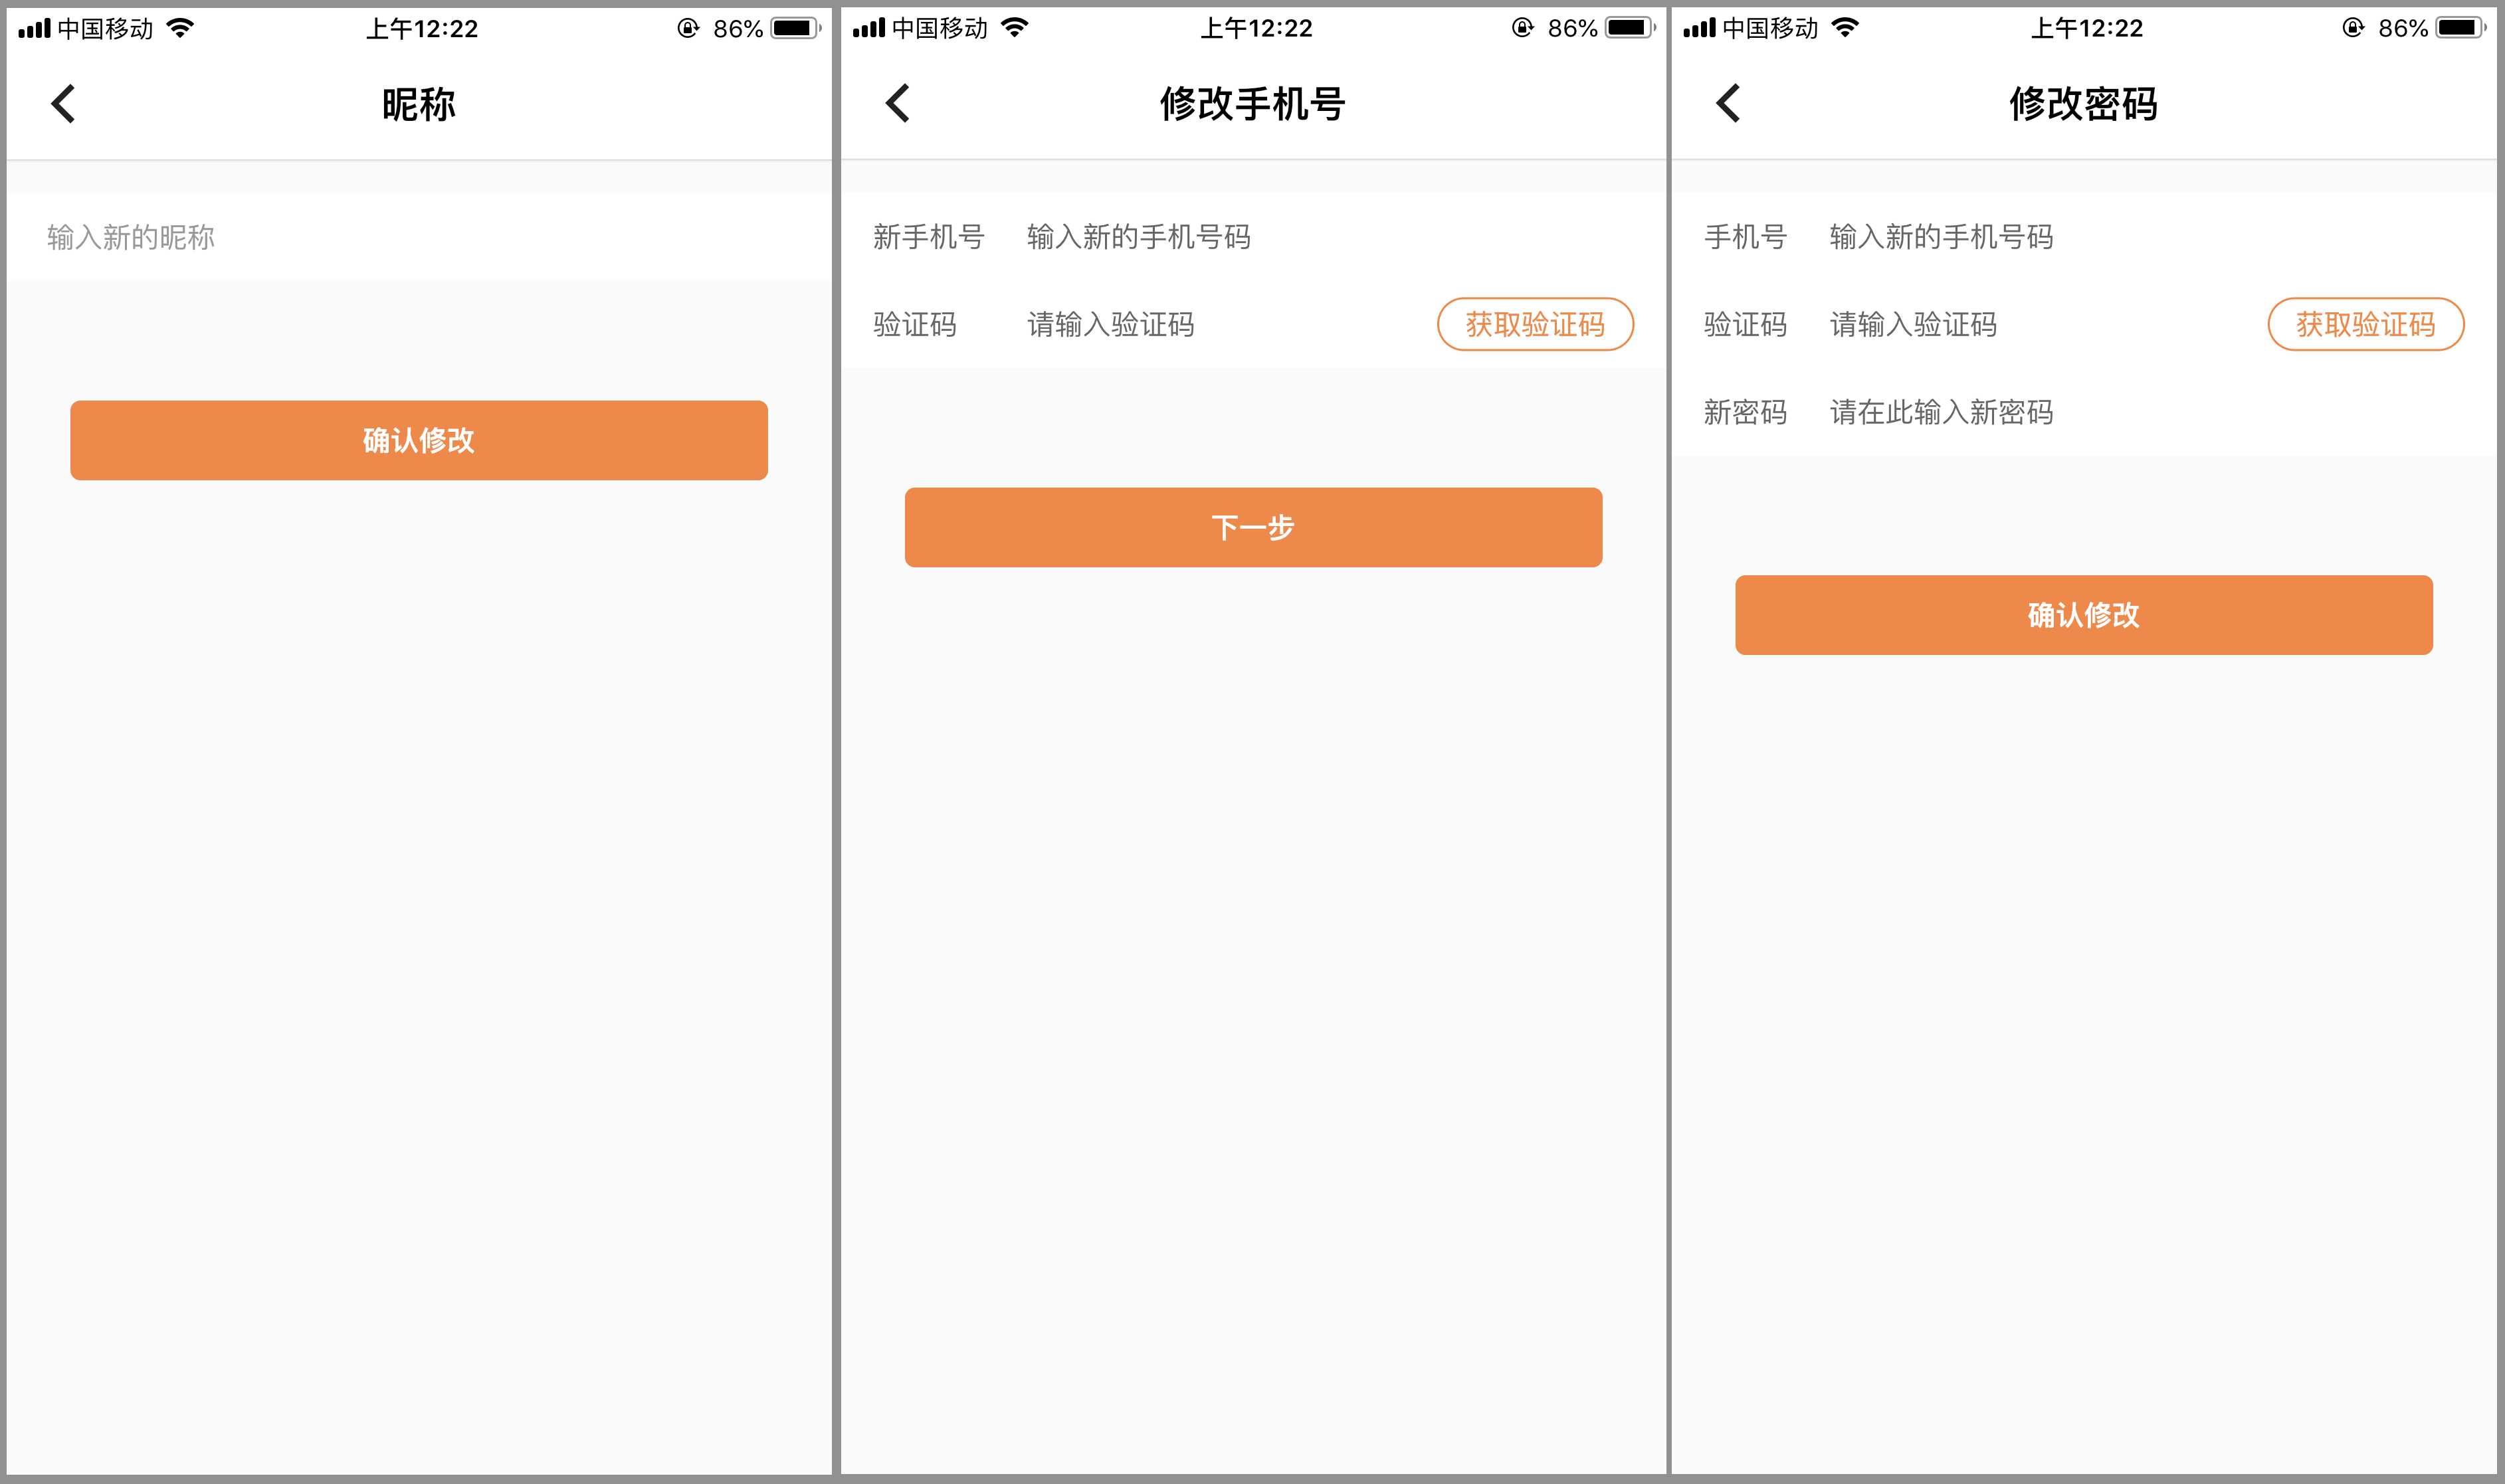 中国移动 上午12:22 86%
昵称
输入新的昵称
确认修改
中国移动 上午12:22 86%
修改手机号
新手机号 输入新的手机号码
验证码 请输入验证码 获取验证码
下一步
中国移动 上午12:22 86%
修改密码
手机号 输入新的手机号码
验证码 请输入验证码 获取验证码
新密码 请在此输入新密码
确认修改